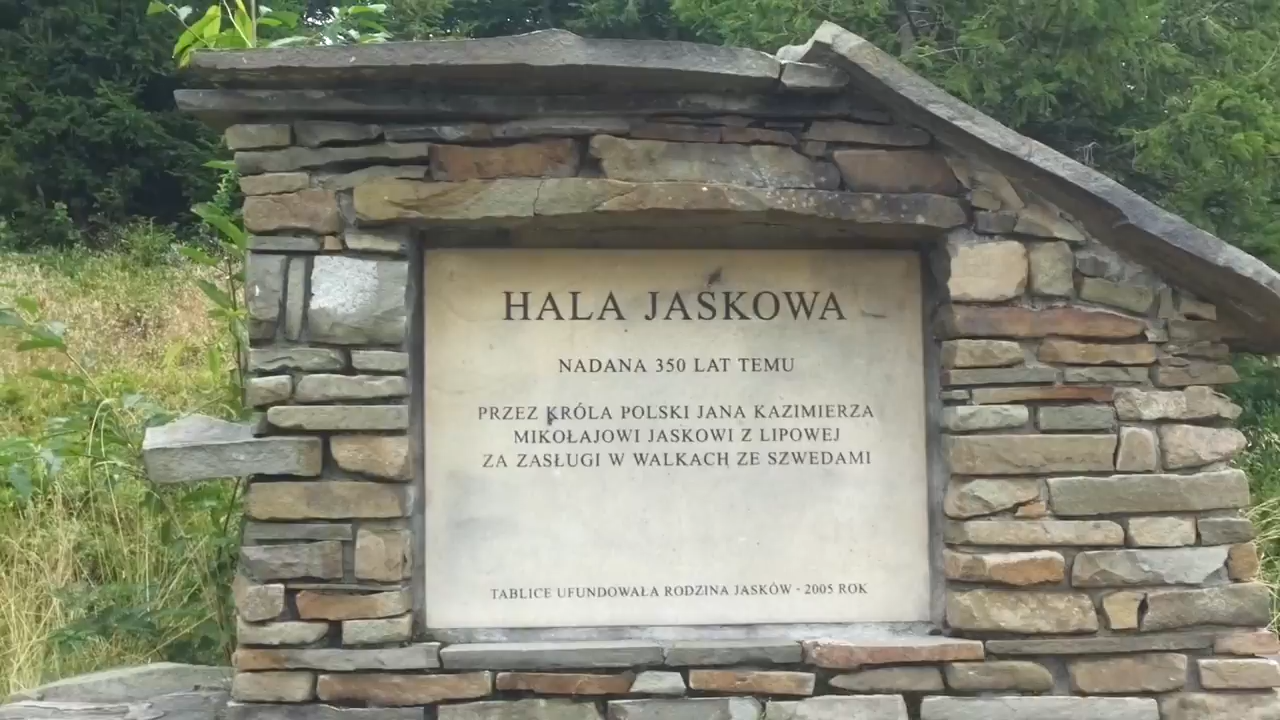 HALA JASKOWA
NADANA 350 LAT TEMU
PRZEZ KRÓLA POLSKI JANA KAZIMIERZA
MIKOŁAJOWI JASKOWI Z LIPOWEJ
ZA ZASŁUGI W WALKACH ZE SZWEDAMI
TABLICE UFUNDOWAŁA RODZINA JASKÓW - 2005 ROK